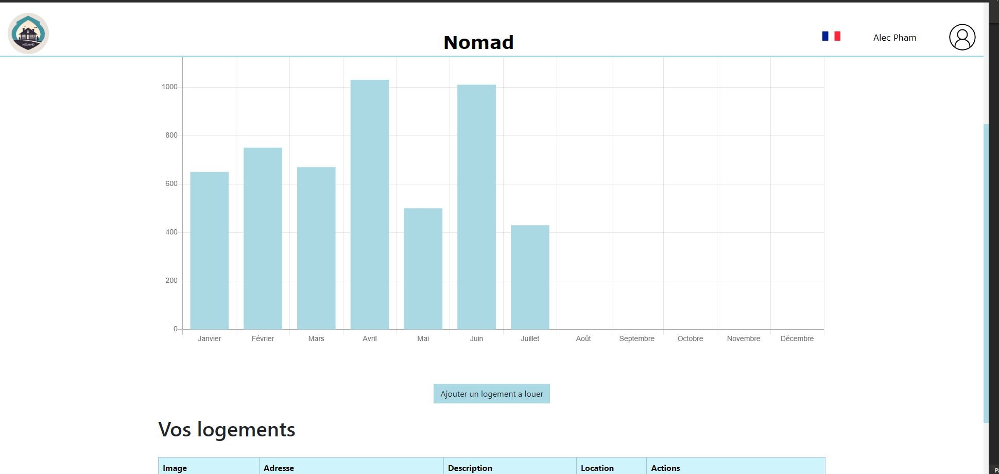 NOMAD
Nomad
Alec Pham
1000
800
600
400
200
0
Janvier Février Mars Avril Mai Juin Juillet Août Septembre Octobre Novembre Décembre
Ajouter un logement a louer
Vos logements
Image Adresse Description Location Actions